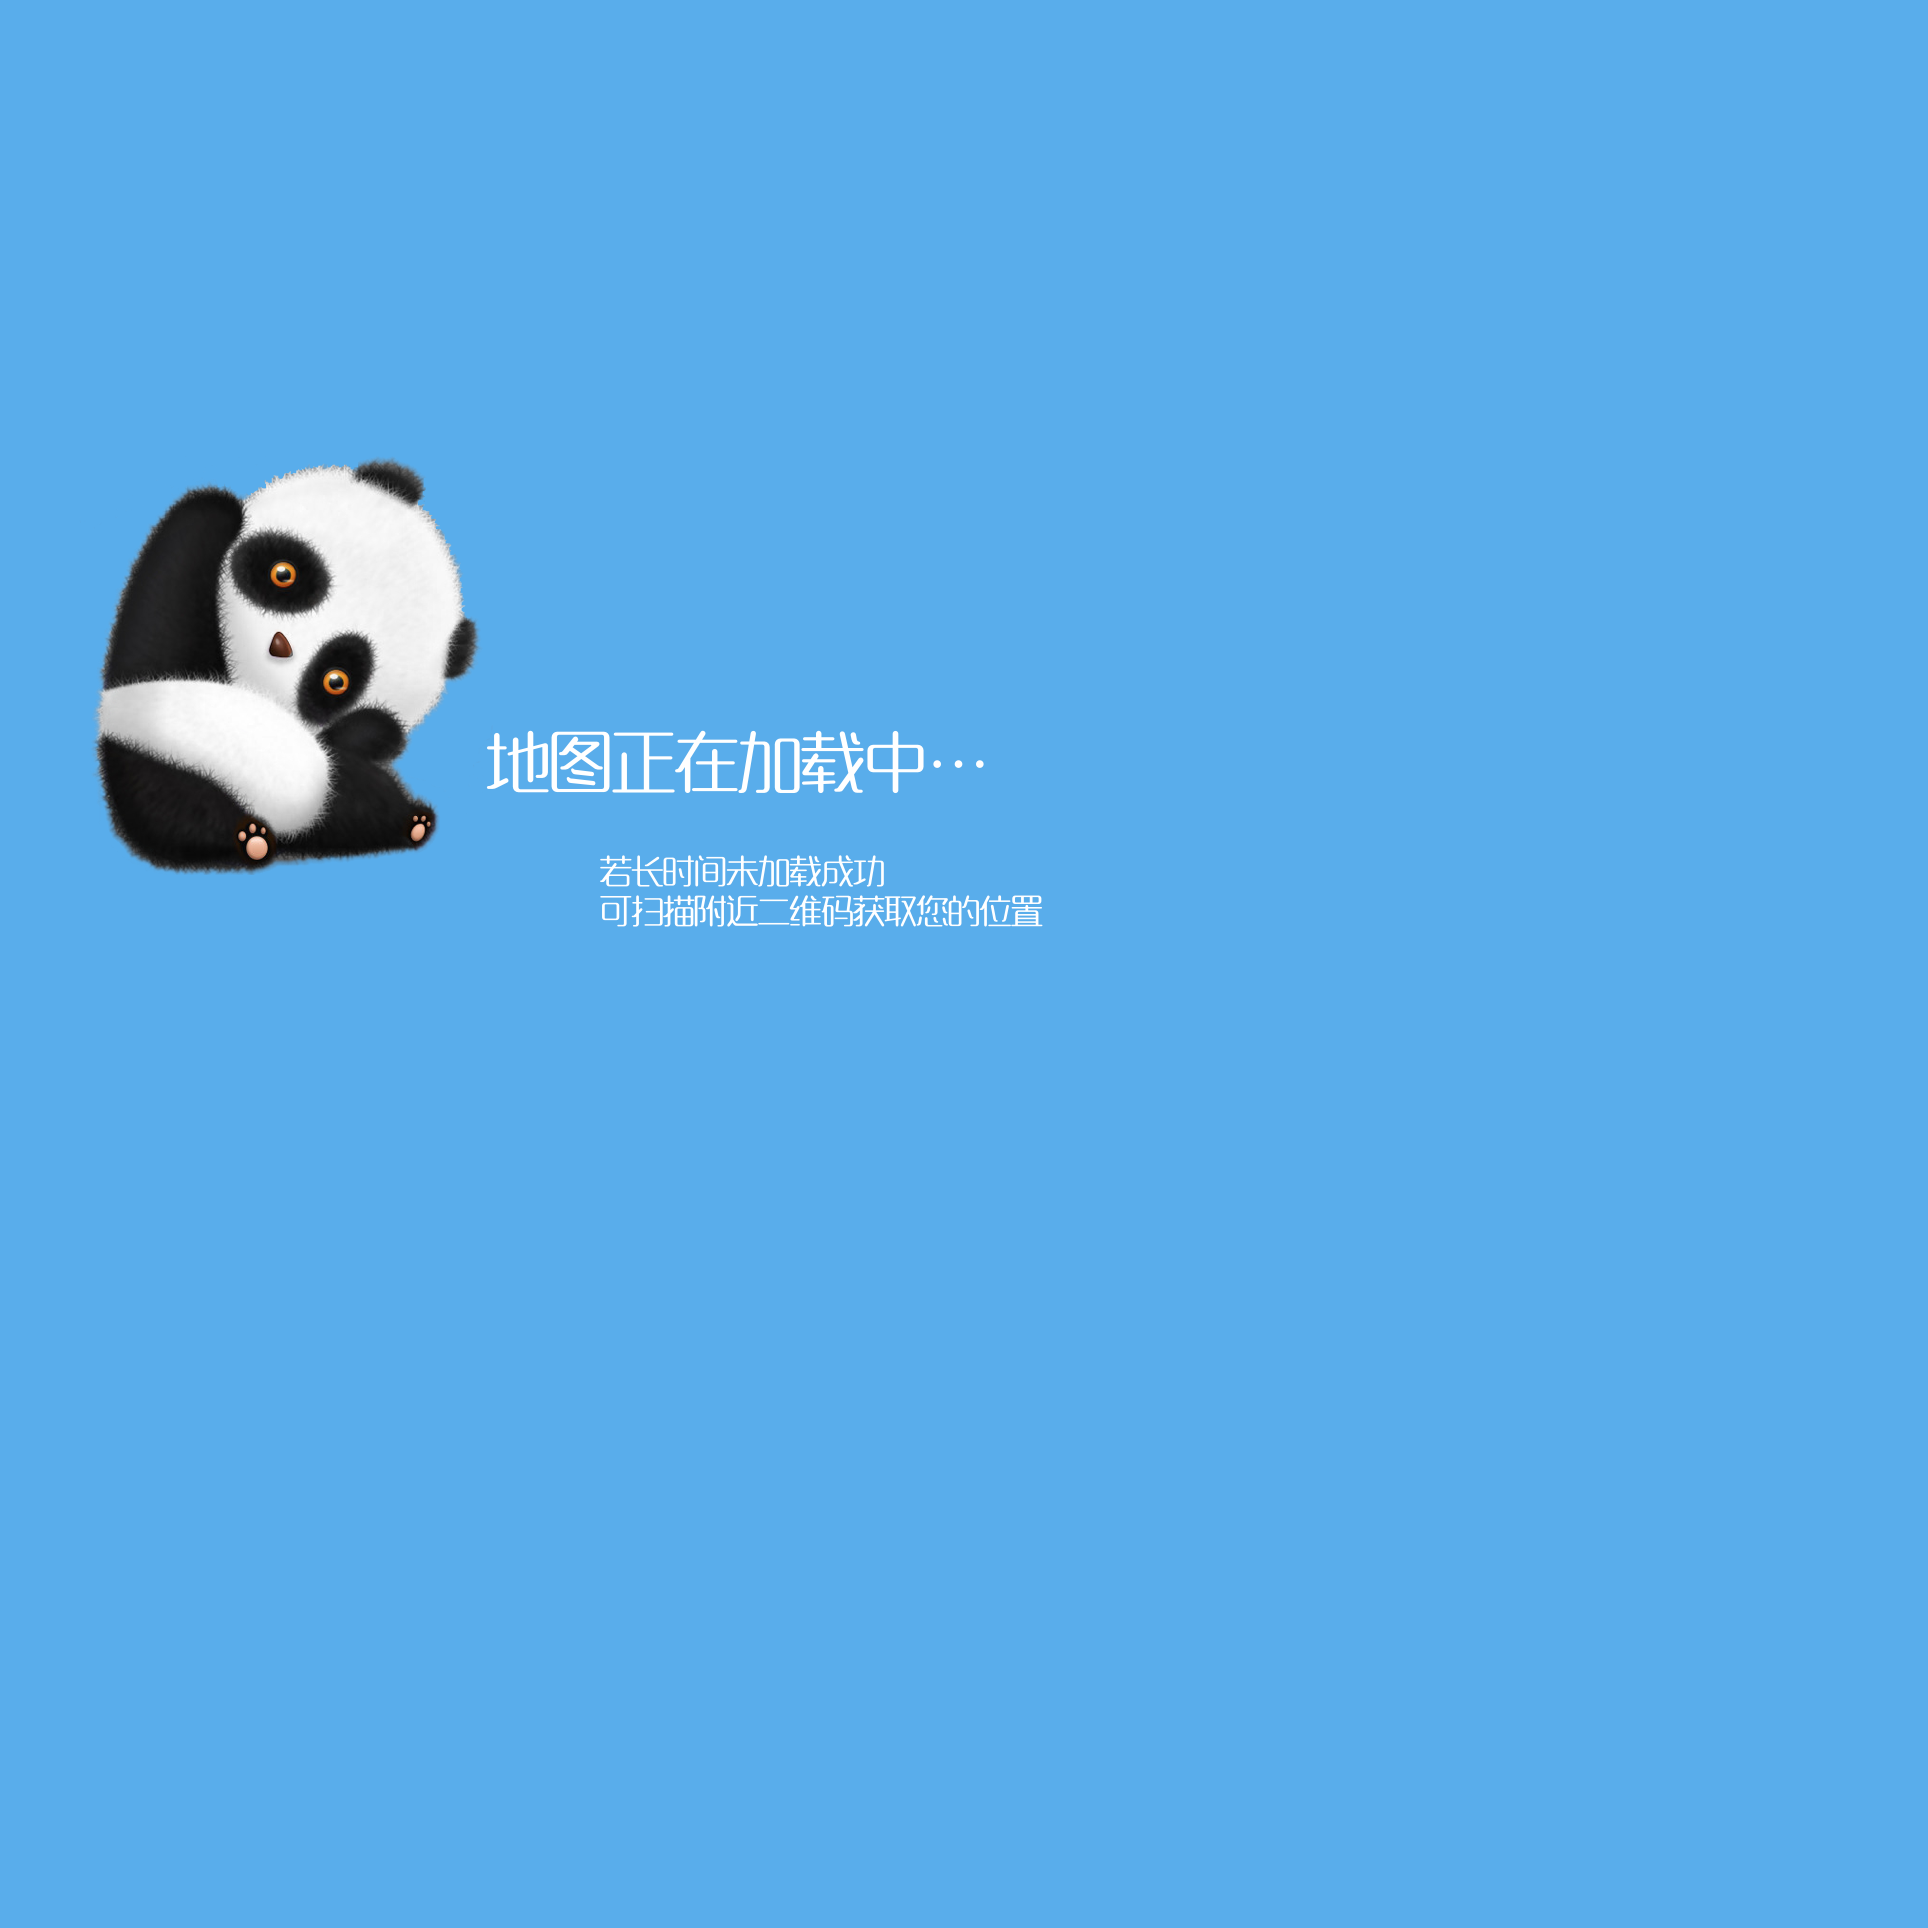 地图正在加载中…
若长时间未加载成功
可扫描附近二维码获取您的位置